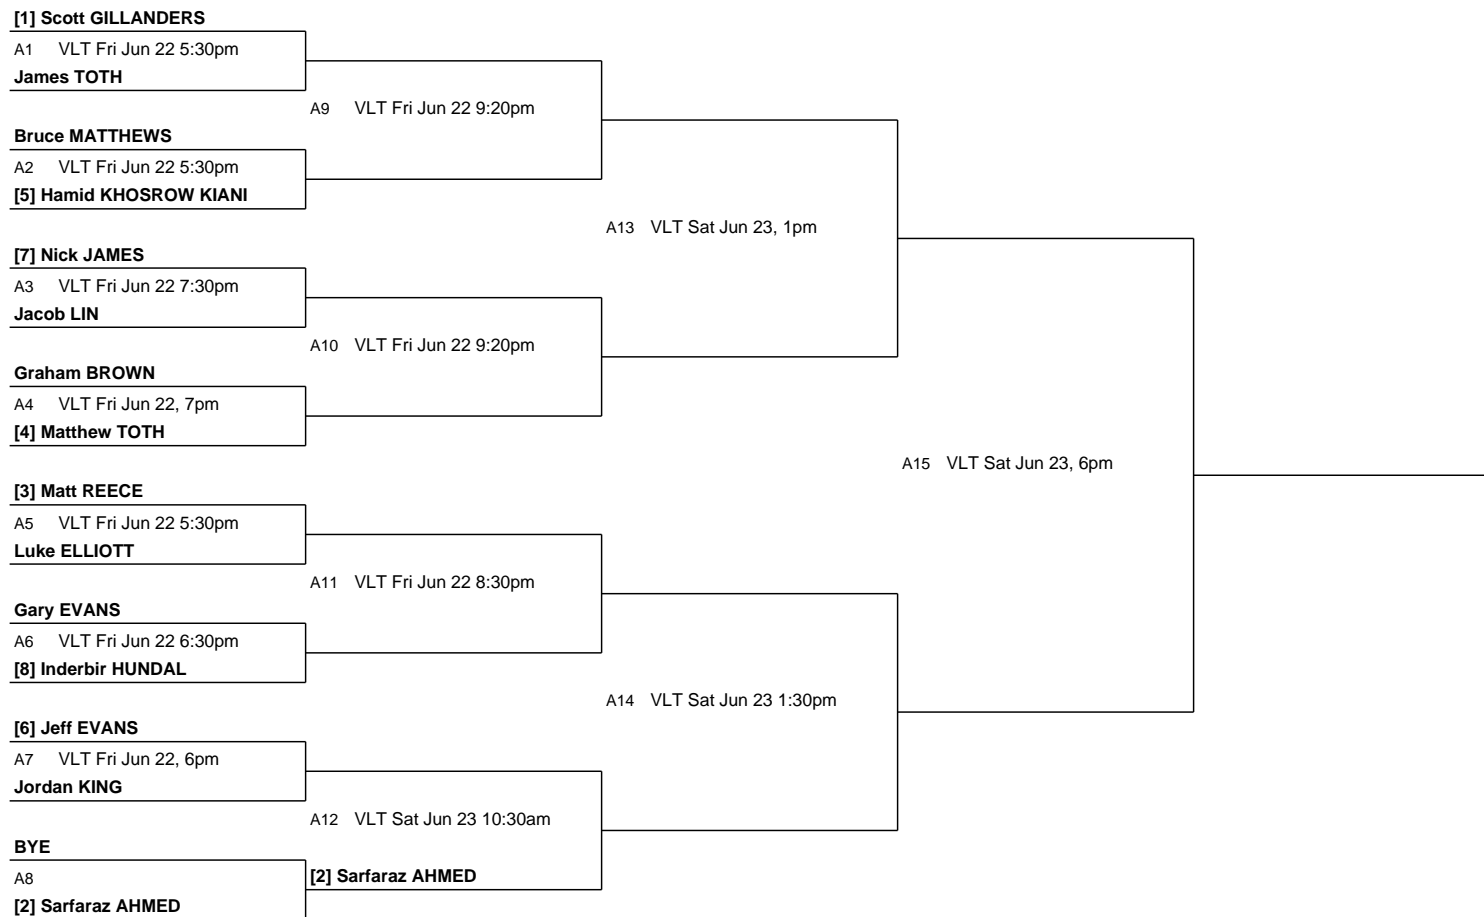 [1] Scott GILLANDERS
A1 VLT Fri Jun 22 5:30pm
James TOTH
A9 VLT Fri Jun 22 9:20pm
Bruce MATTHEWS
A2 VLT Fri Jun 22 5:30pm
[5] Hamid KHOSROW KIANI
A13 VLT Sat Jun 23, 1pm
[7] Nick JAMES
A3 VLT Fri Jun 22 7:30pm
Jacob LIN
A10 VLT Fri Jun 22 9:20pm
Graham BROWN
A4 VLT Fri Jun 22, 7pm
[4] Matthew TOTH
A15 VLT Sat Jun 23, 6pm
[3] Matt REECE
A5 VLT Fri Jun 22 5:30pm
Luke ELLIOTT
A11 VLT Fri Jun 22 8:30pm
Gary EVANS
A6 VLT Fri Jun 22 6:30pm
[8] Inderbir HUNDAL
A14 VLT Sat Jun 23 1:30pm
[6] Jeff EVANS
A7 VLT Fri Jun 22, 6pm
Jordan KING
A12 VLT Sat Jun 23 10:30am
BYE
A8
[2] Sarfaraz AHMED
[2] Sarfaraz AHMED